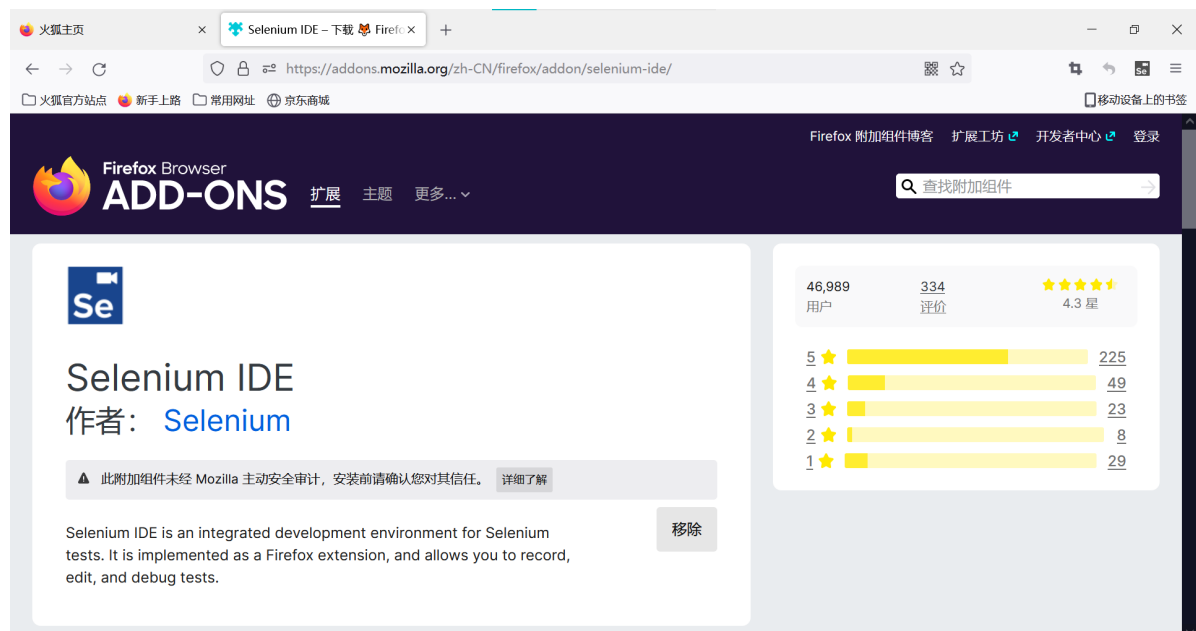 火狐主页
Selenium IDE – 下载 🦊 Firefo
https://addons.mozilla.org/zh-CN/firefox/addon/selenium-ide/
Se
火狐官方站点 新手上路 常用网址 京东商城 移动设备上的书签
Firefox 附加组件博客 扩展工坊 开发者中心 登录
Firefox Browser
ADD-ONS
扩展 主题 更多...
查找附加组件
Se
Selenium IDE
作者： Selenium
此附加组件未经 Mozilla 主动安全审计，安装前请确认您对其信任。 详细了解
Selenium IDE is an integrated development environment for Selenium
tests. It is implemented as a Firefox extension, and allows you to record,
edit, and debug tests.
移除
46,989 334
用户 评价 4.3 星
5 225
4 49
3 23
2 8
1 29